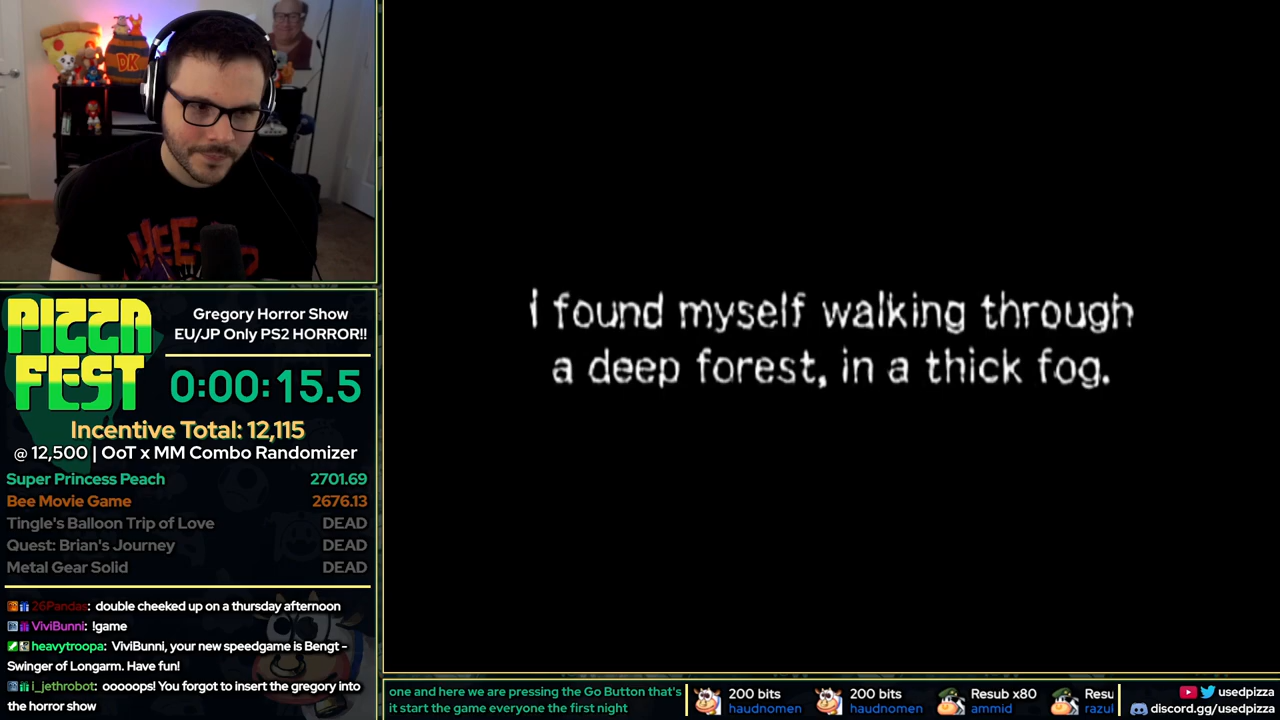 DK
HEE
I found myself walking through
a deep forest, in a thick fog.
PIZZA
FEST
Gregory Horror Show
EU/JP Only PS2 HORROR!!
0:00:15.5
Incentive Total: 12,115
@ 12,500 | OoT x MM Combo Randomizer
Super Princess Peach 2701.69
Bee Movie Game 2676.13
Tingle's Balloon Trip of Love DEAD
Quest: Brian's Journey DEAD
Metal Gear Solid DEAD
26Pandas: double cheeked up on a thursday afternoon
ViviBunni: !game
heavytroopa: ViviBunni, your new speedgame is Bengt -
Swinger of Longarm. Have fun!
i_jethrobot: ooooops! You forgot to insert the gregory into
the horror show
one and here we are pressing the Go Button that's
it start the game everyone the first night
200 bits
haudnomen
200 bits
haudnomen
Resub x80
ammid
Resu
razul
usedpizza
discord.gg/usedpizza